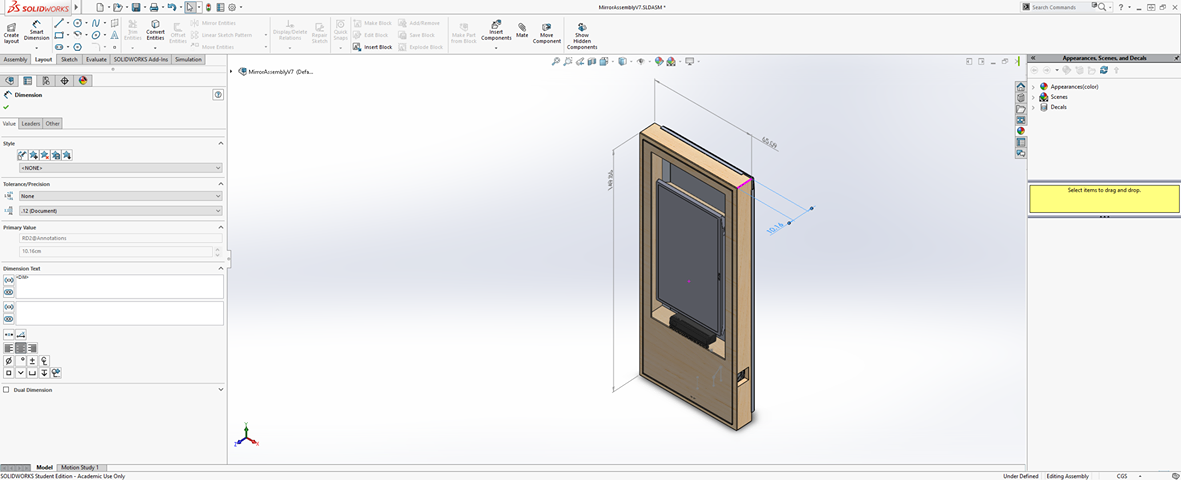 SOLIDWORKS
MirrorAssemblyV7.SLDASM *
Search Commands
Create layout
Smart Dimension
Trim Entities
Convert Entities
Offset Entities
Mirror Entities
Linear Sketch Pattern
Move Entities
Display/Delete Relations
Repair Sketch
Quick Snaps
Make Block
Edit Block
Insert Block
Add/Remove
Save Block
Explode Block
Make Part from Block
Insert Components
Mate
Move Component
Show Hidden Components
Assembly Layout Sketch Evaluate SOLIDWORKS Add-Ins Simulation
MirrorAssemblyV7 (Defa...
Appearances, Scenes, and Decals
Appearances(color)
Scenes
Decals
Select items to drag and drop.
Dimension
Value Leaders Other
Style
<NONE>
Tolerance/Precision
None
.12 (Document)
Primary Value
RD2@Annotations
10.16cm
Dimension Text
<DIM>
Dual Dimension
10.16
Model Motion Study 1
SOLIDWORKS Student Edition - Academic Use Only
Under Defined Editing Assembly CGS